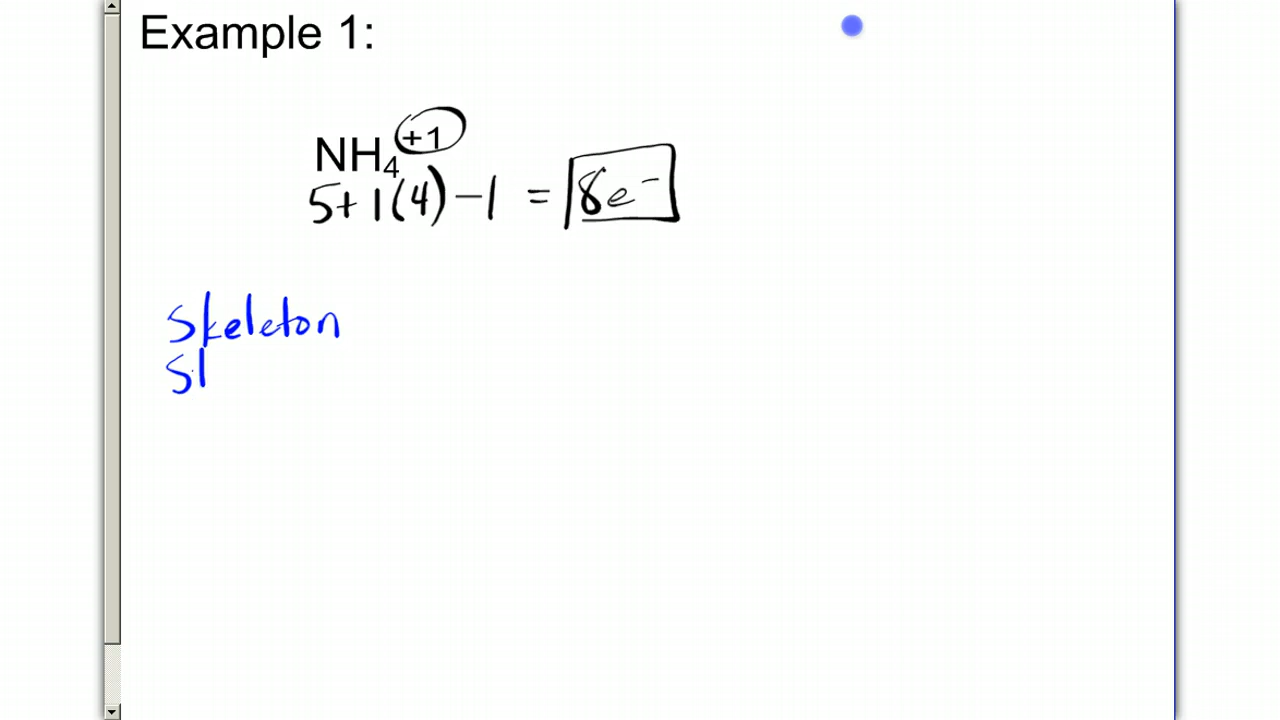 Example 1:
NH₄⁺¹
5+1(4)-1 = 8e⁻
Skeleton